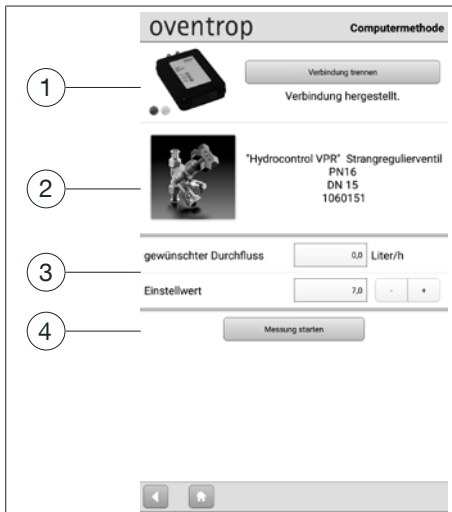 oventrop Computermethode
1
Verbindung trennen
Verbindung hergestellt.
2
"Hydrocontrol VPR" Strangregulierventil
PN16
DN 15
1060151
3
gewünschter Durchfluss 0,0 Liter/h
Einstellwert 7,0 - +
4
Messung starten